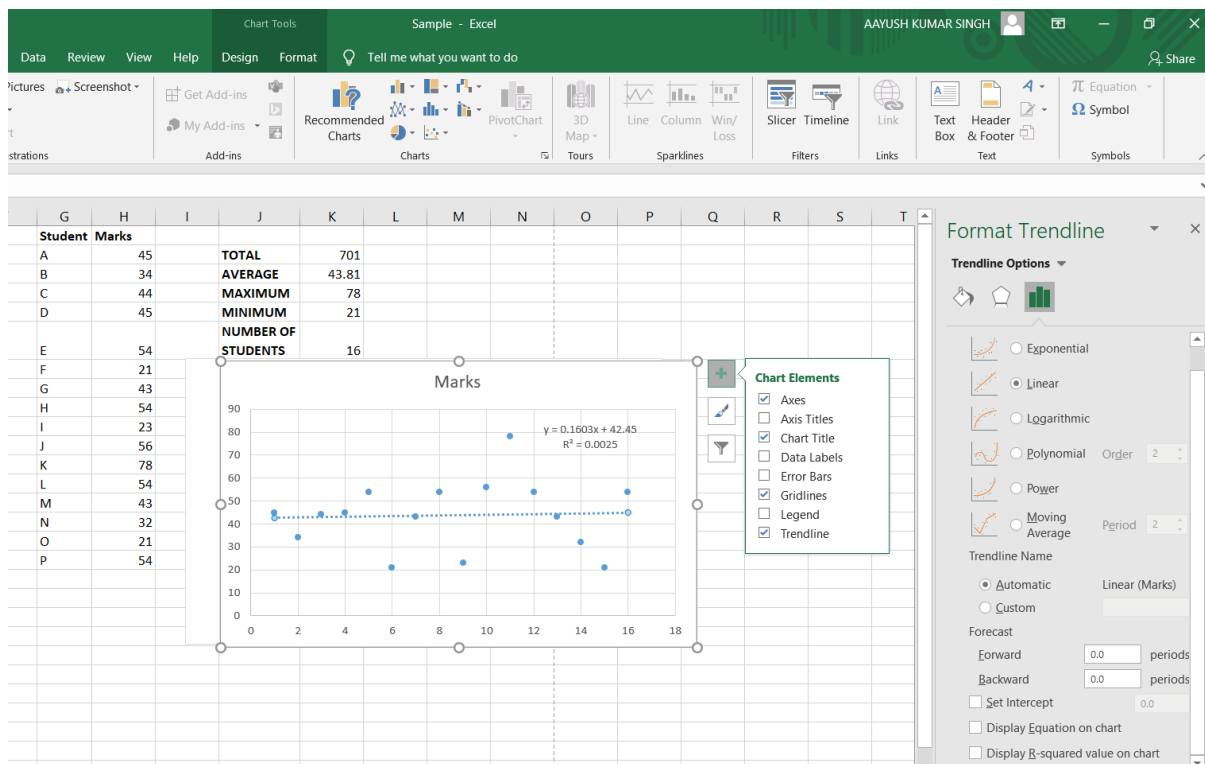 Chart Tools
Sample - Excel
AAYUSH KUMAR SINGH
Data Review View Help Design Format Tell me what you want to do
Share
Pictures Screenshot
Get Add-ins
My Add-ins
Add-ins
Recommended Charts
PivotChart
Charts
3D Map
Tours
Line Column Win/Loss
Sparklines
Slicer Timeline
Filters
Link
Links
Text Box
Header & Footer
Text
Equation
Symbol
Symbols
G H I J K L M N O P Q R S T
Student Marks
A 45 TOTAL 701
B 34 AVERAGE 43.81
C 44 MAXIMUM 78
D 45 MINIMUM 21
NUMBER OF
E 54 STUDENTS 16
F 21
G 43
H 54
I 23
J 56
K 78
L 54
M 43
N 32
O 21
P 54
Marks
90
80
70
60
50
40
30
20
10
0
0 2 4 6 8 10 12 14 16 18
y = 0.1603x + 42.45
R² = 0.0025
Chart Elements
Axes
Axis Titles
Chart Title
Data Labels
Error Bars
Gridlines
Legend
Trendline
Format Trendline
Trendline Options
Exponential
Linear
Logarithmic
Polynomial Order 2
Power
Moving Average Period 2
Trendline Name
Automatic Linear (Marks)
Custom
Forecast
Forward 0.0 periods
Backward 0.0 periods
Set Intercept 0.0
Display Equation on chart
Display R-squared value on chart